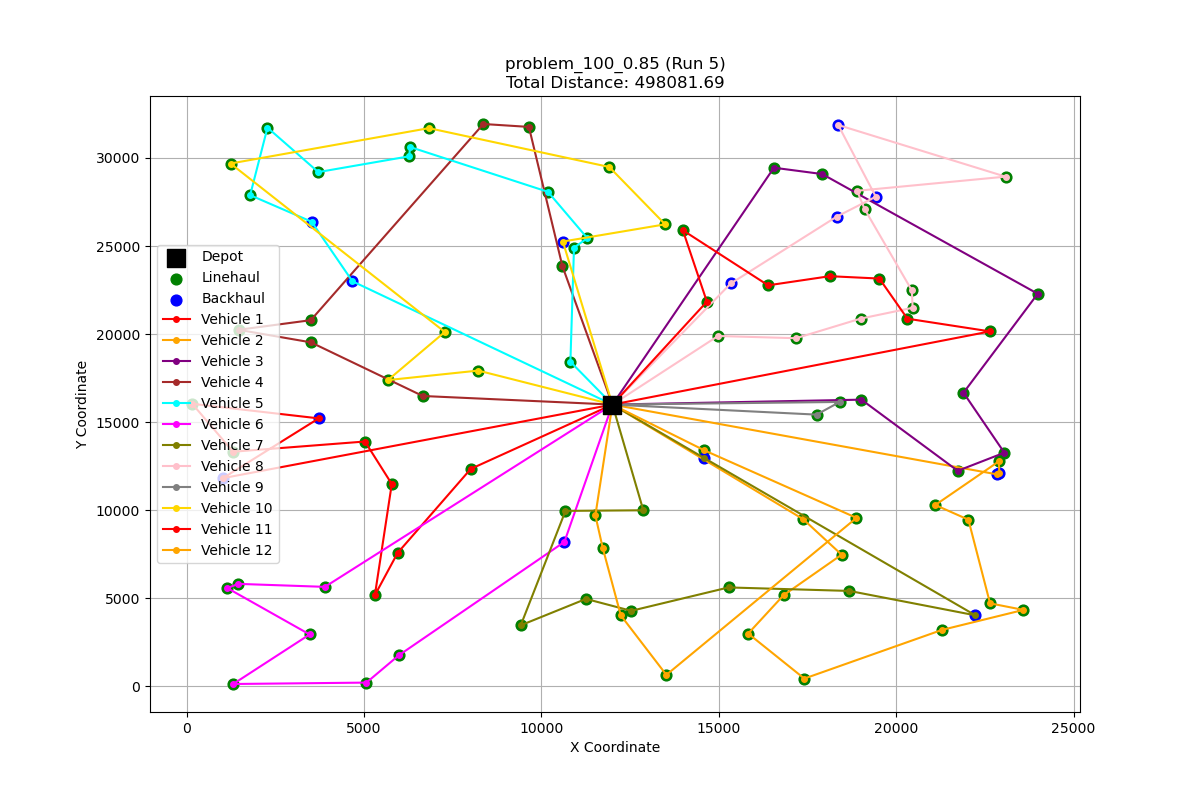 problem_100_0.85 (Run 5)
Total Distance: 498081.69
Y Coordinate
30000
25000
20000
15000
10000
5000
0
Depot
Linehaul
Backhaul
Vehicle 1
Vehicle 2
Vehicle 3
Vehicle 4
Vehicle 5
Vehicle 6
Vehicle 7
Vehicle 8
Vehicle 9
Vehicle 10
Vehicle 11
Vehicle 12
0
5000
10000
15000
20000
25000
X Coordinate